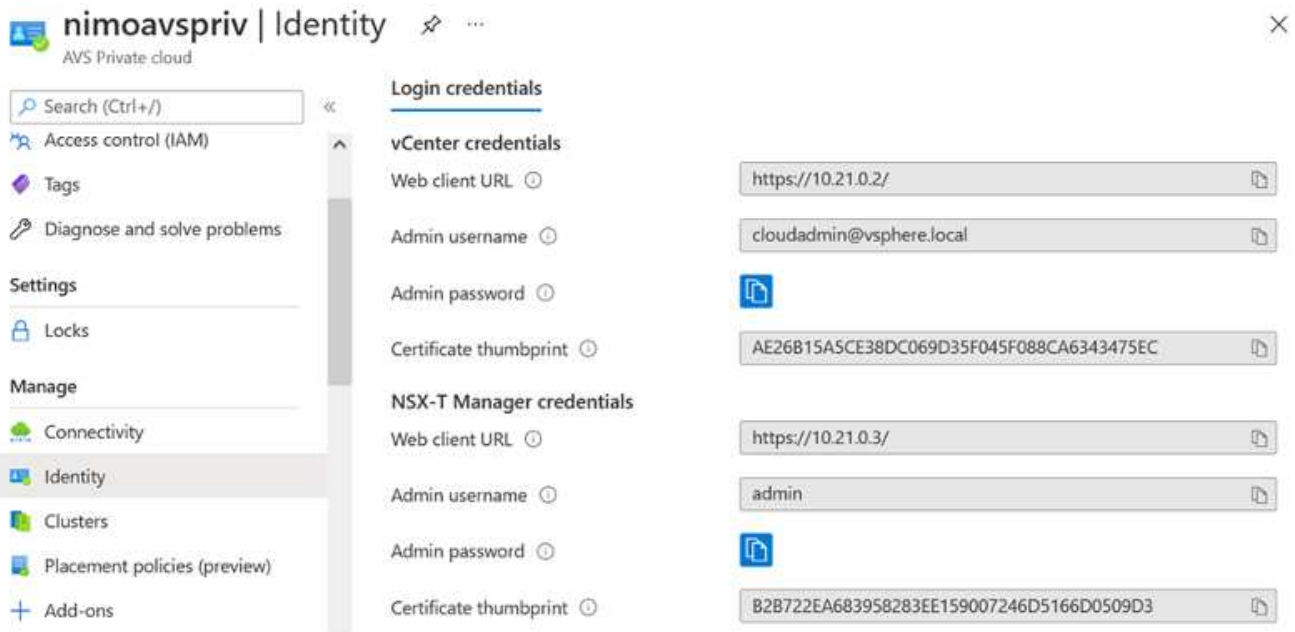 nimoavspriv | Identity ...
AVS Private cloud
Search (Ctrl+/)
«
Access control (IAM)
Tags
Diagnose and solve problems
Settings
Locks
Manage
Connectivity
Identity
Clusters
Placement policies (preview)
Add-ons
Login credentials
vCenter credentials
Web client URL https://10.21.0.2/
Admin username cloudadmin@vsphere.local
Admin password
Certificate thumbprint AE26B15A5CE38DC069D35F045F088CA6343475EC
NSX-T Manager credentials
Web client URL https://10.21.0.3/
Admin username admin
Admin password
Certificate thumbprint B2B722EA683958283EE159007246D5166D0509D3